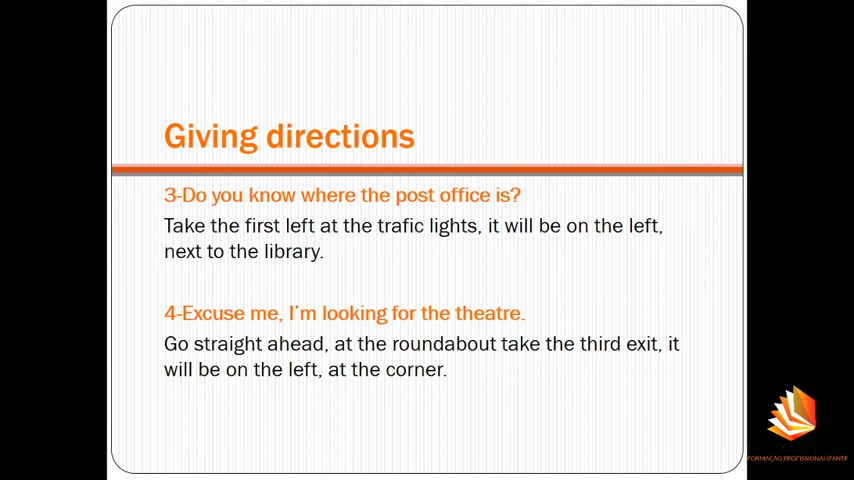 Giving directions
3-Do you know where the post office is?
Take the first left at the trafic lights, it will be on the left,
next to the library.
4-Excuse me, I'm looking for the theatre.
Go straight ahead, at the roundabout take the third exit, it
will be on the left, at the corner.
FORMAÇÃO PROFISSIONALIZANTE